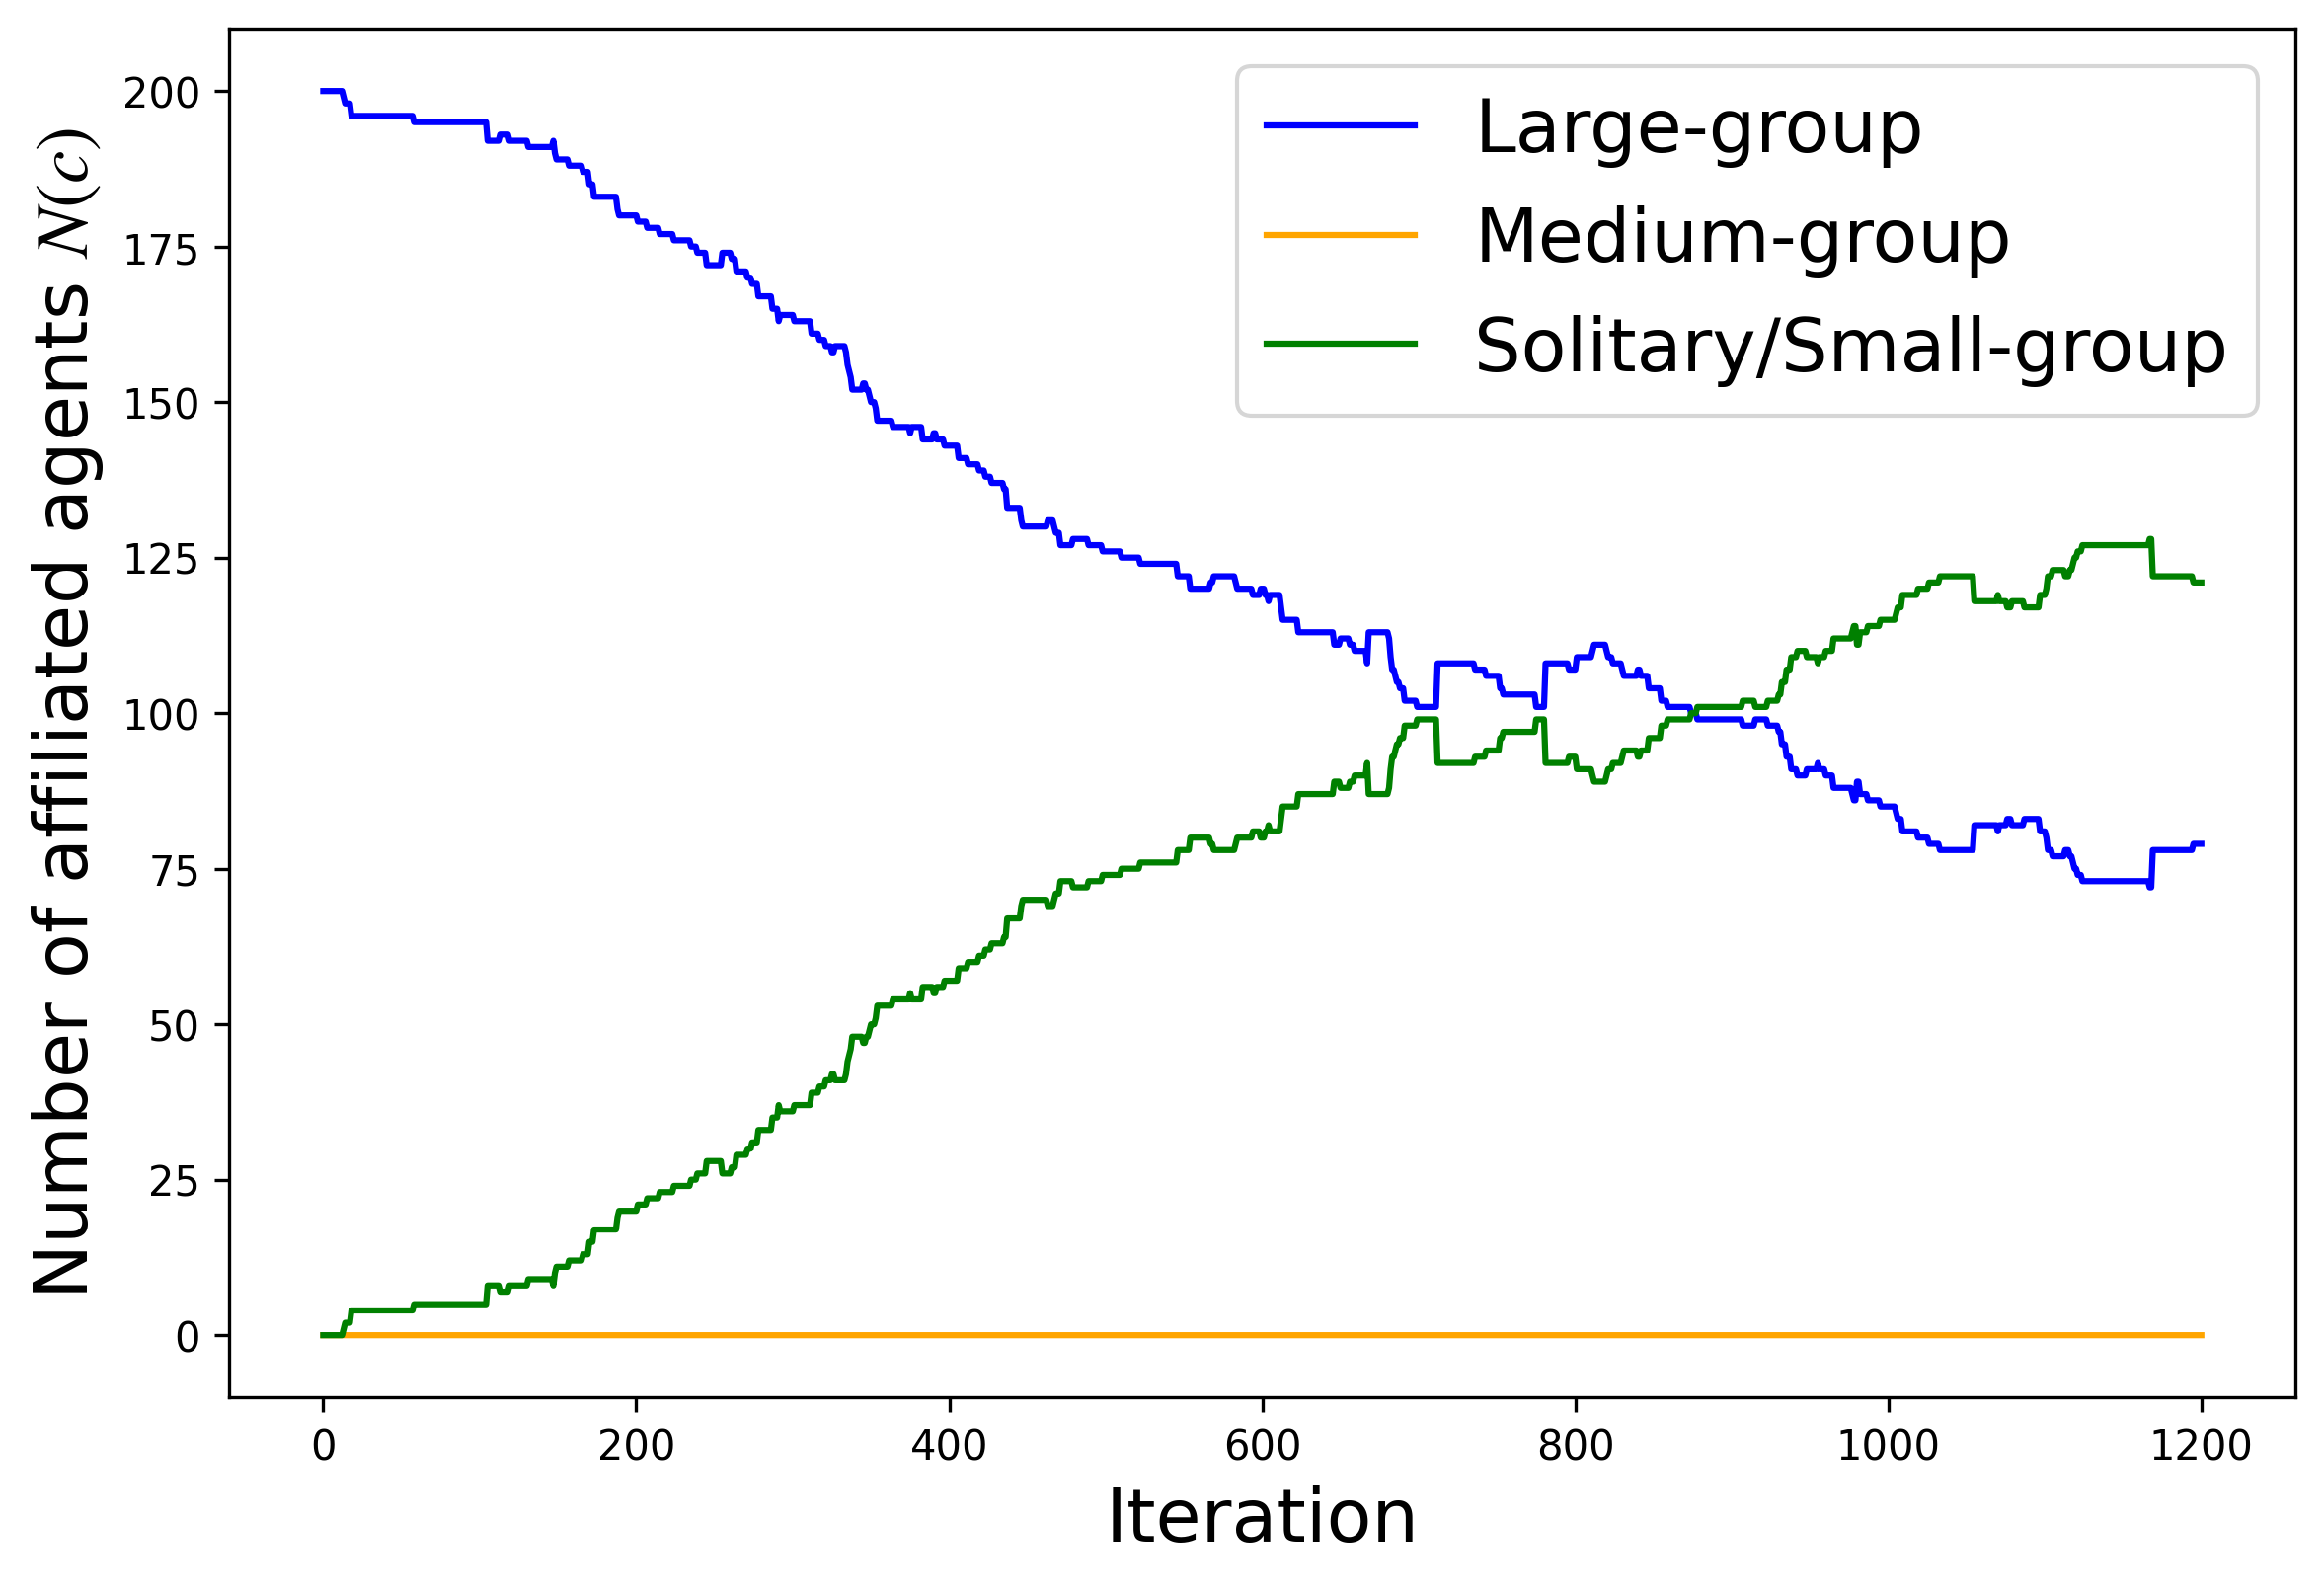 Number of affiliated agents N(c)
200
175
150
125
100
75
50
25
0
Large-group
Medium-group
Solitary/Small-group
0 200 400 600 800 1000 1200
Iteration